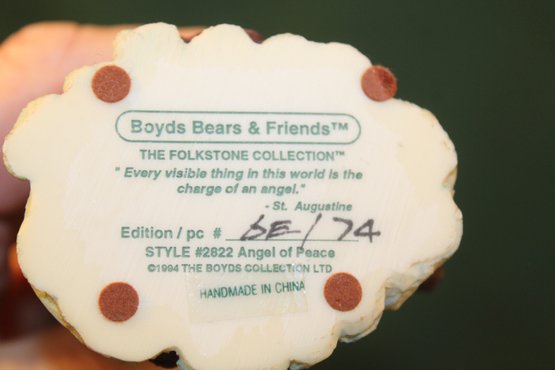 Boyds Bears & Friends™
THE FOLKSTONE COLLECTION™
" Every visible thing in this world is the
charge of an angel."
- St. Augustine
Edition / pc # 6E/74
STYLE #2822 Angel of Peace
©1994 THE BOYDS COLLECTION LTD
HANDMADE IN CHINA